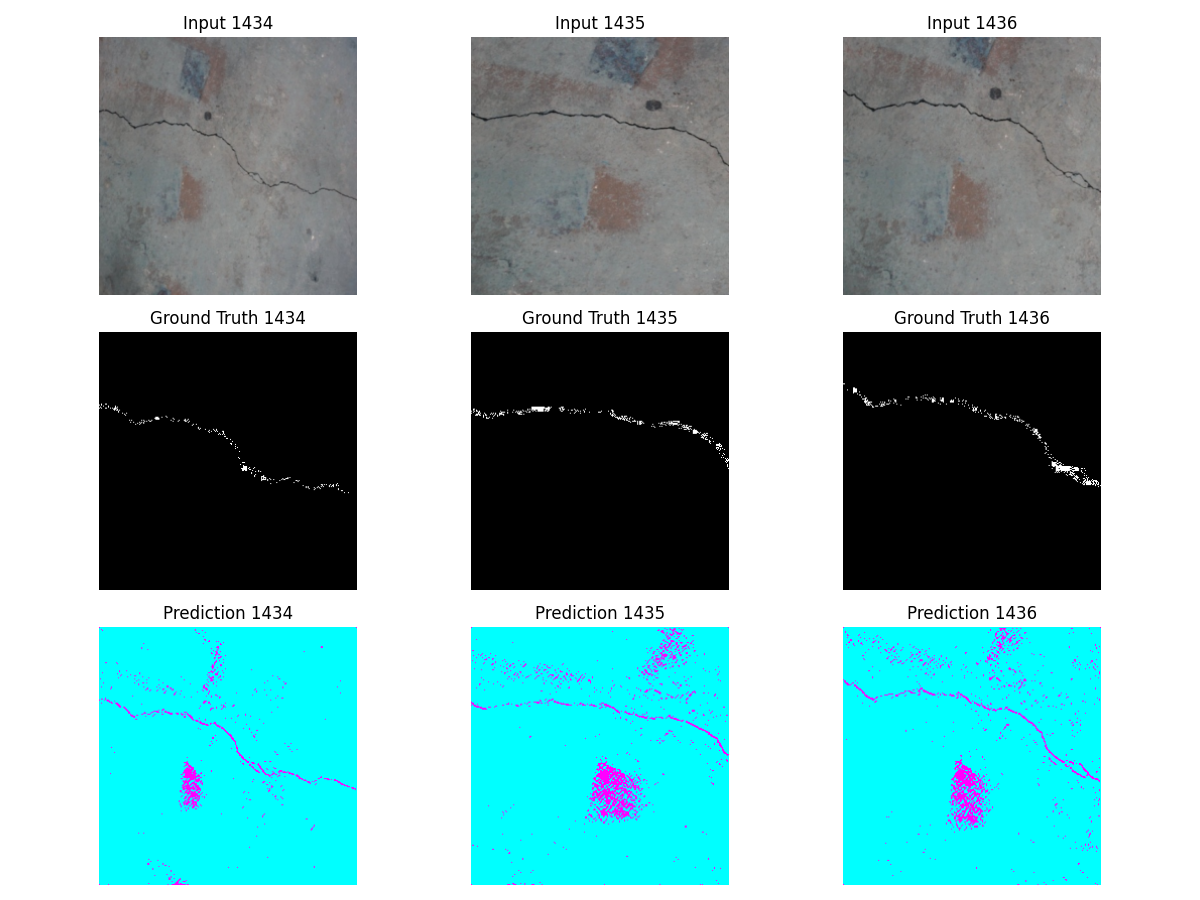 Input 1434
Input 1435
Input 1436
Ground Truth 1434
Ground Truth 1435
Ground Truth 1436
Prediction 1434
Prediction 1435
Prediction 1436